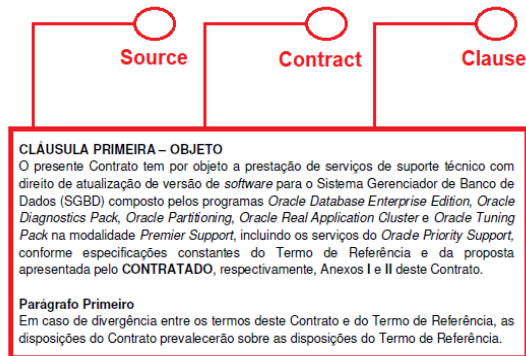 Source Contract Clause
CLÁUSULA PRIMEIRA – OBJETO
O presente Contrato tem por objeto a prestação de serviços de suporte técnico com
direito de atualização de versão de software para o Sistema Gerenciador de Banco de
Dados (SGBD) composto pelos programas Oracle Database Enterprise Edition, Oracle
Diagnostics Pack, Oracle Partitioning, Oracle Real Application Cluster e Oracle Tuning
Pack na modalidade Premier Support, incluindo os serviços do Oracle Priority Support,
conforme especificações constantes do Termo de Referência e da proposta
apresentada pelo CONTRATADO, respectivamente, Anexos I e II deste Contrato.
Parágrafo Primeiro
Em caso de divergência entre os termos deste Contrato e do Termo de Referência, as
disposições do Contrato prevalecerão sobre as disposições do Termo de Referência.